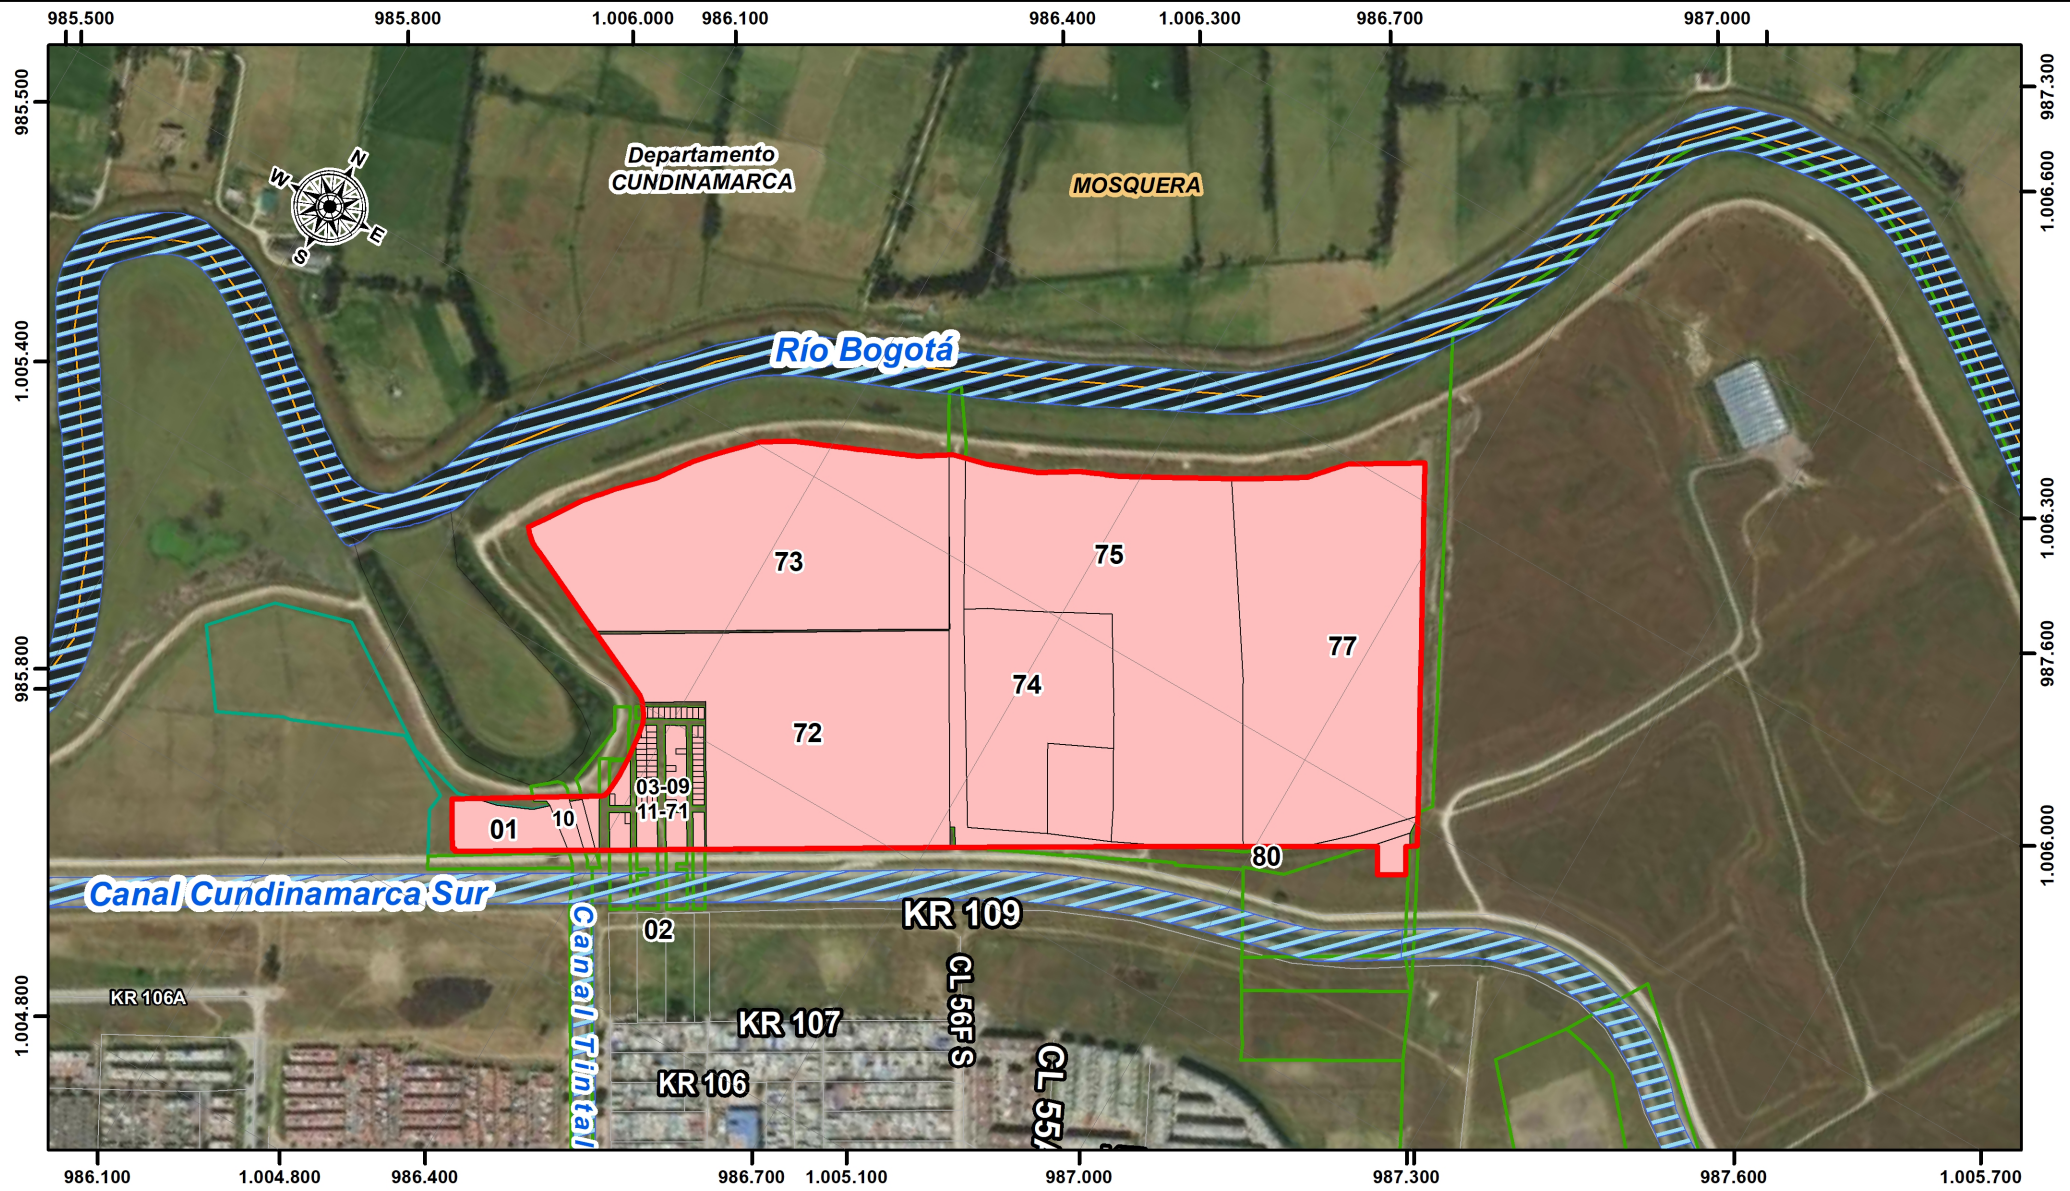 985.500 985.800 1.006.000 986.100 986.400 1.006.300 986.700 987.000
985.500
1.005.400
985.800
1.004.800
987.300
1.006.600
1.006.300
987.600
1.006.000
N
W
E
S
Departamento
CUNDINAMARCA
MOSQUERA
Río Bogotá
73
75
77
74
72
03-09
11-71
01
10
80
Canal Cundinamarca Sur
KR 109
02
Canal Tintal
CL 56F S
KR 106A
KR 107
KR 106
CL 55A
986.100 1.004.800 986.400 986.700 1.005.100 987.000 987.300 987.600 1.005.700